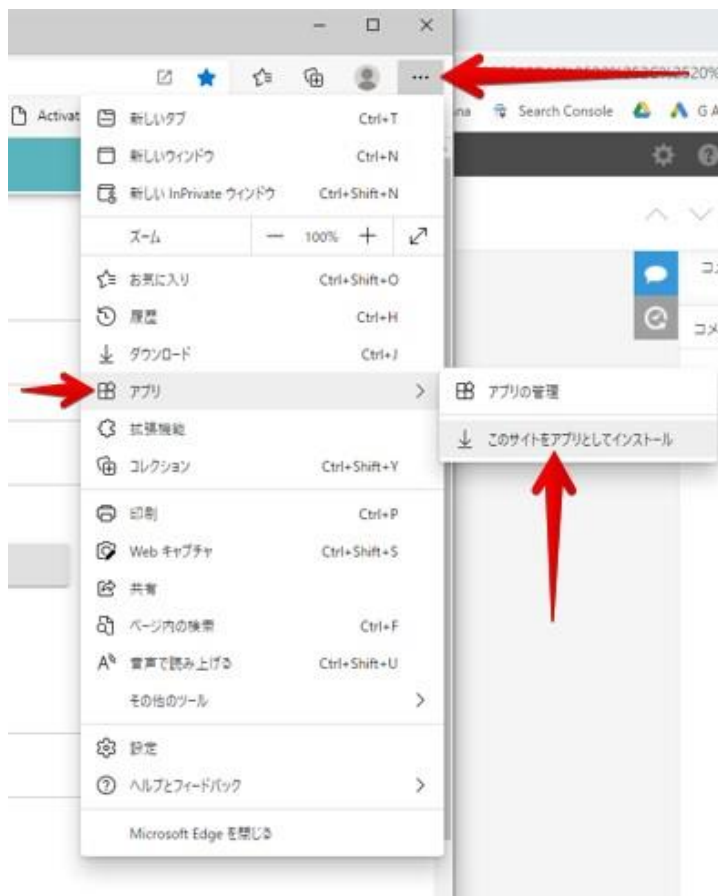 Activat
新しいタブ Ctrl+T
新しいウィンドウ Ctrl+N
新しい InPrivate ウィンドウ Ctrl+Shift+N
ズーム 100%
お気に入り Ctrl+Shift+O
履歴 Ctrl+H
ダウンロード Ctrl+J
アプリ
拡張機能
コレクション Ctrl+Shift+Y
印刷 Ctrl+P
Web キャプチャ Ctrl+Shift+S
共有
ページ内の検索 Ctrl+F
音声で読み上げる Ctrl+Shift+U
その他のツール
設定
ヘルプとフィードバック
Microsoft Edge を閉じる
アプリの管理
このサイトをアプリとしてインストール
na Search Console G A
コメ
コメ